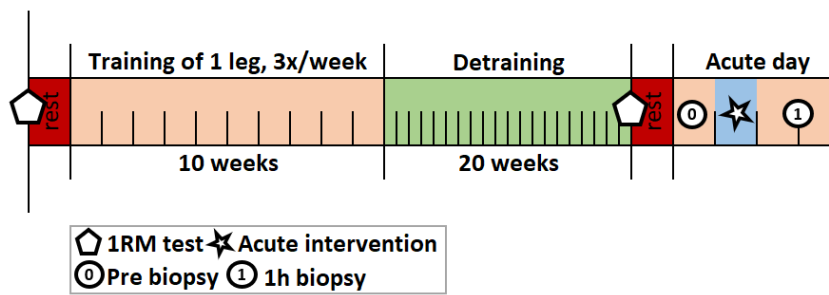 Training of 1 leg, 3x/week Detraining Acute day
rest rest 0 1
10 weeks 20 weeks
1RM test Acute intervention
0 Pre biopsy 1 1h biopsy